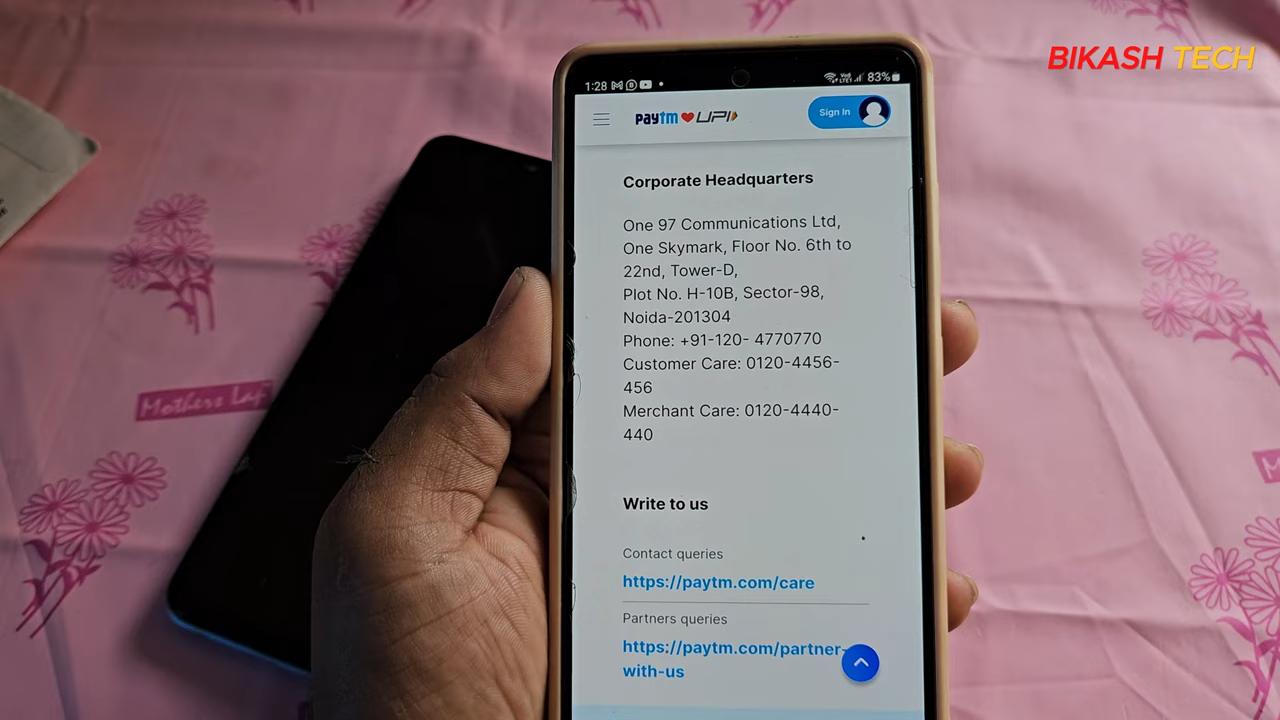 BIKASH TECH
1:28
83%
paytm UPI
Sign In
Corporate Headquarters
One 97 Communications Ltd,
One Skymark, Floor No. 6th to
22nd, Tower-D,
Plot No. H-10B, Sector-98,
Noida-201304
Phone: +91-120- 4770770
Customer Care: 0120-4456-
456
Merchant Care: 0120-4440-
440
Write to us
Contact queries
https://paytm.com/care
Partners queries
https://paytm.com/partner-
with-us
Mothers Lap